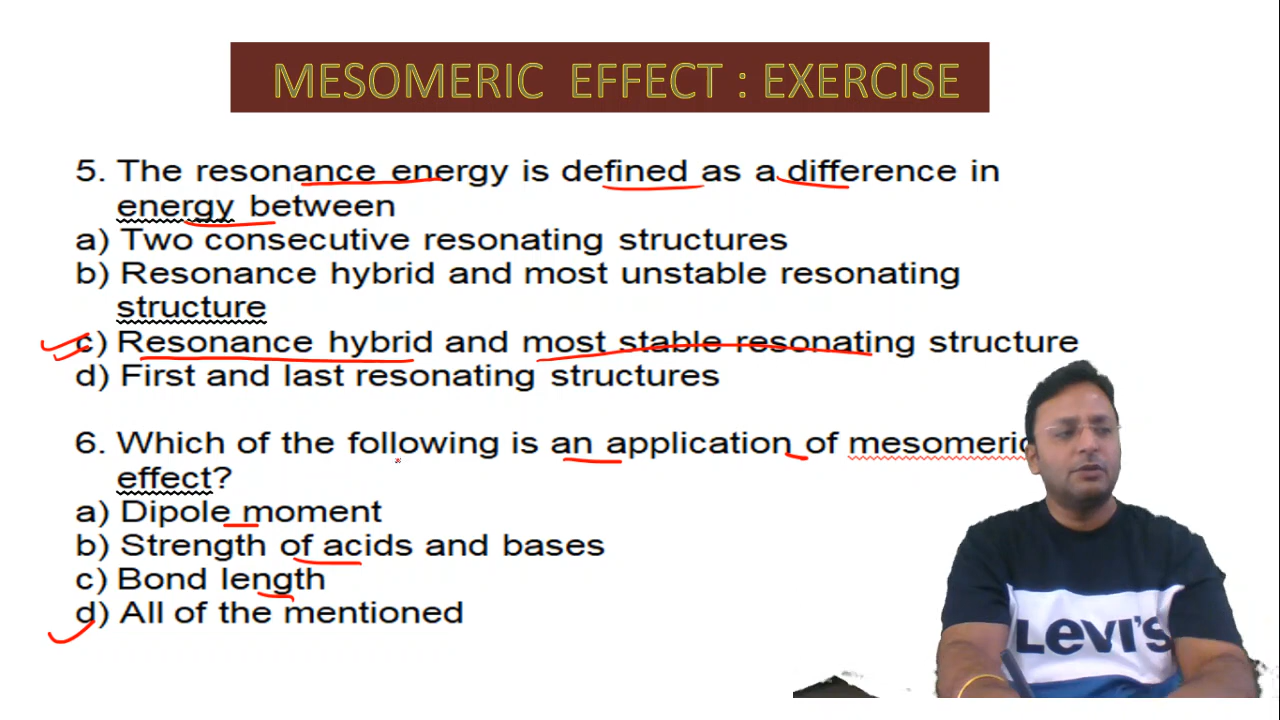 MESOMERIC EFFECT : EXERCISE
5. The resonance energy is defined as a difference in
energy between
a) Two consecutive resonating structures
b) Resonance hybrid and most unstable resonating
structure
c) Resonance hybrid and most stable resonating structure
d) First and last resonating structures
6. Which of the following is an application of mesomeric
effect?
a) Dipole moment
b) Strength of acids and bases
c) Bond length
d) All of the mentioned
LEVI'S